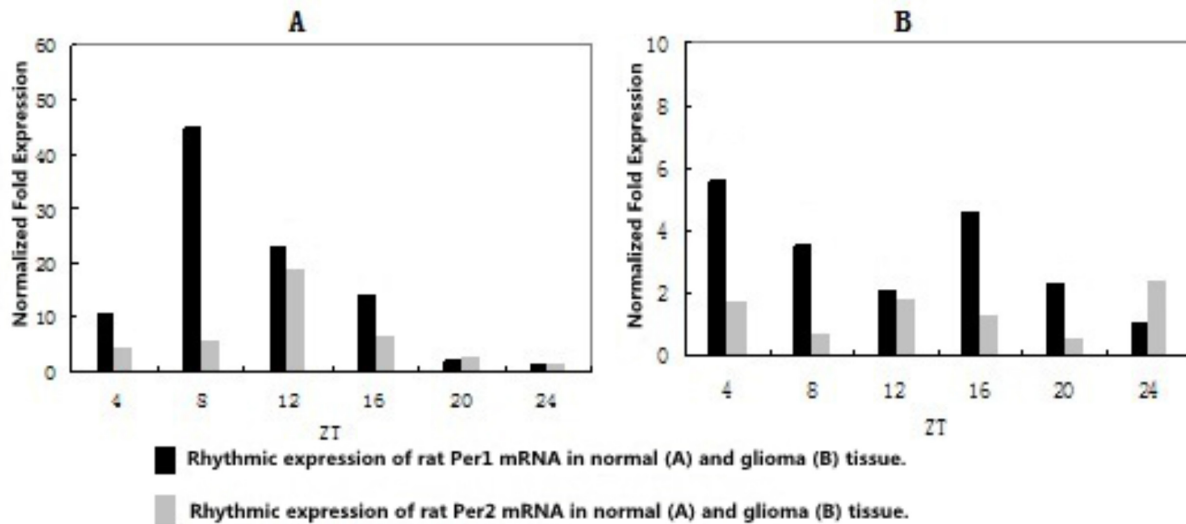 A
Normalized Fold Expression
60
50
40
30
20
10
0
4 8 12 16 20 24
ZT
B
Normalized Fold Expression
10
8
6
4
2
0
4 8 12 16 20 24
ZT
Rhythmic expression of rat Per1 mRNA in normal (A) and glioma (B) tissue.
Rhythmic expression of rat Per2 mRNA in normal (A) and glioma (B) tissue.